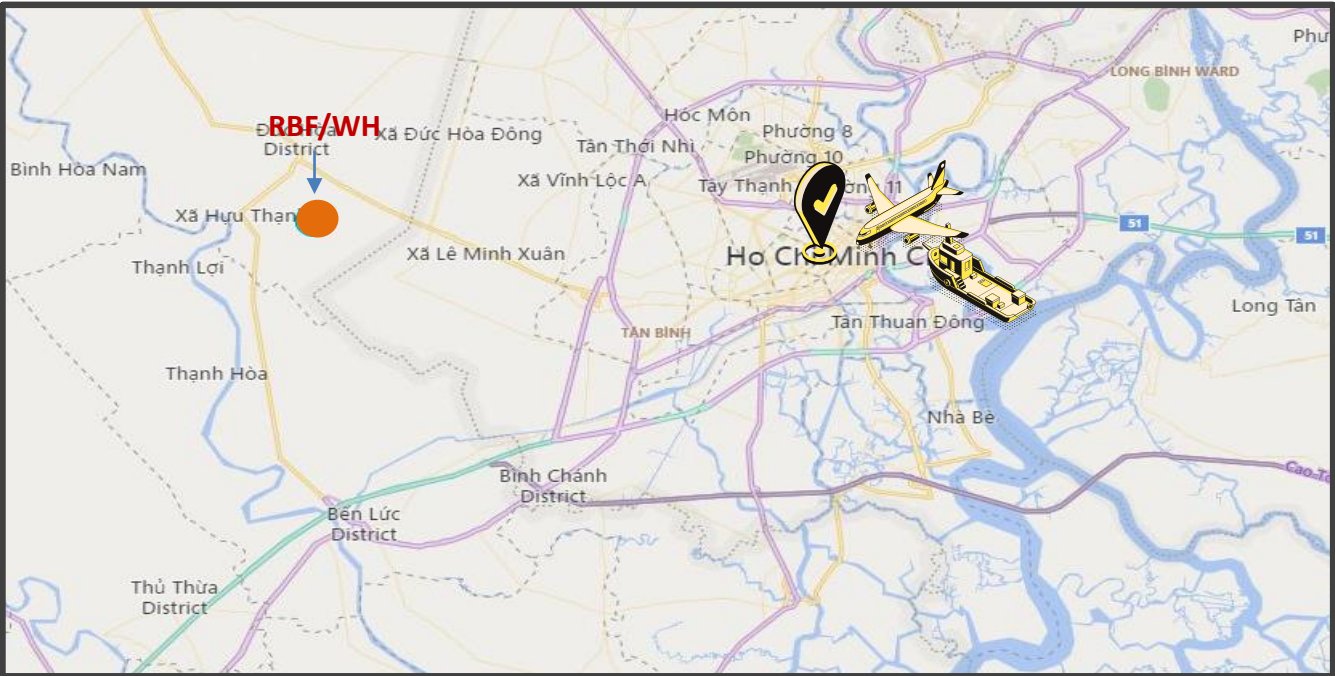 Phư
LONG BÌNH WARD
Hóc Môn
RBF/WH
Xã Đức Hòa Đông
Phường 8
District
Tân Thới Nhì
Phường 10
Bình Hòa Nam
Xã Vĩnh Lộc A
Tây Thạnh
11
Xã Hựu Thạn
51
51
Xã Lê Minh Xuân
Ho Chi Minh C
Thạnh Lợi
Long Tân
TÂN BÌNH
Tân Thuan Đông
Thạnh Hòa
Nhà Bè
Cao-T
Bình Chánh
District
Bến Lức
District
Thủ Thừa
District